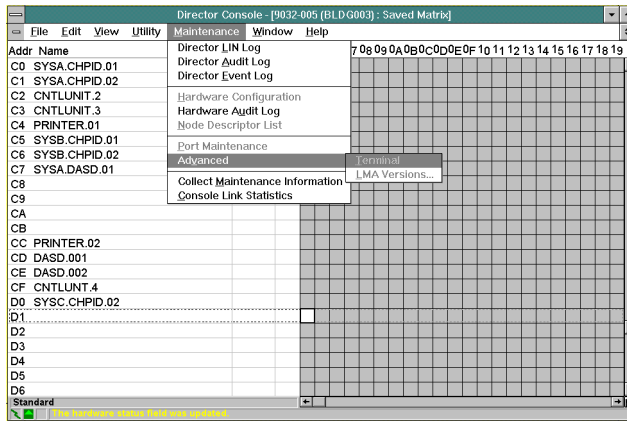 Director Console - [9032-005 (BLDG003) : Saved Matrix]
File Edit View Utility Maintenance Window Help
Director LIN Log
Director Audit Log
Director Event Log
Hardware Configuration
Hardware Audit Log
Node Descriptor List
Port Maintenance
Advanced
Terminal
LMA Versions...
Collect Maintenance Information
Console Link Statistics
Addr Name 7 08 09 0A 0B 0C 0D 0E 0F 10 11 12 13 14 15 16 17 18 19
C0 SYSA.CHPID.01
C1 SYSA.CHPID.02
C2 CNTLUNIT.2
C3 CNTLUNIT.3
C4 PRINTER.01
C5 SYSB.CHPID.01
C6 SYSB.CHPID.02
C7 SYSA.DASD.01
C8
C9
CA
CB
CC PRINTER.02
CD DASD.001
CE DASD.002
CF CNTLUNT.4
D0 SYSC.CHPID.02
D1
D2
D3
D4
D5
D6
Standard
The hardware status field was updated.